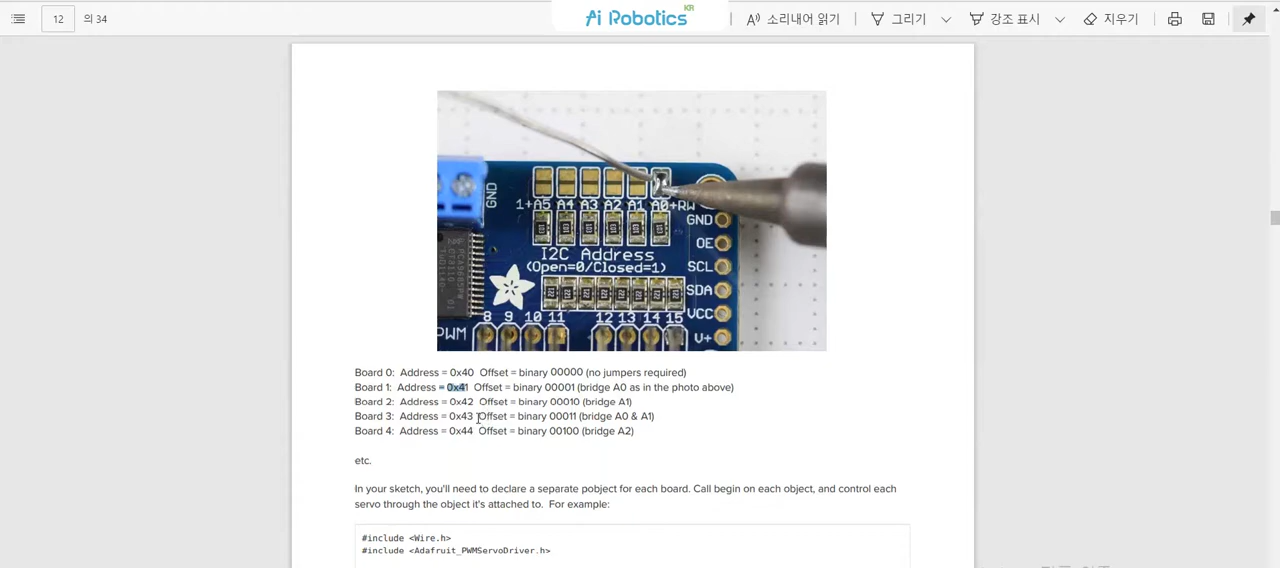 12 의 34
Ai Robotics KR
소리내어 읽기
그리기
강조 표시
지우기
GND
1+A5 A4 A3 A2 A1 A0+RW
GND
OE
I2C Address
(Open=0/Closed=1)
SCL
SDA
VCC
8 9 10 11 12 13 14 15
PWM
V+
Board 0: Address = 0x40 Offset = binary 00000 (no jumpers required)
Board 1: Address = 0x41 Offset = binary 00001 (bridge A0 as in the photo above)
Board 2: Address = 0x42 Offset = binary 00010 (bridge A1)
Board 3: Address = 0x43 Offset = binary 00011 (bridge A0 & A1)
Board 4: Address = 0x44 Offset = binary 00100 (bridge A2)
etc.
In your sketch, you'll need to declare a separate pobject for each board. Call begin on each object, and control each
servo through the object it's attached to. For example:
#include <Wire.h>
#include <Adafruit_PWMServoDriver.h>